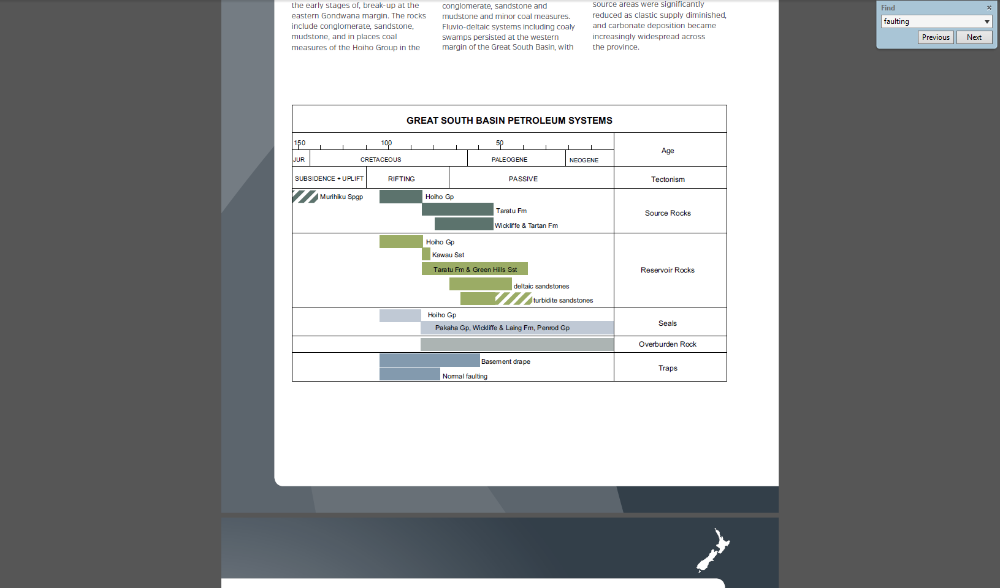 the early stages of, break-up at the
eastern Gondwana margin. The rocks
include conglomerate, sandstone,
mudstone, and in places coal
measures of the Hoiho Group in the
conglomerate, sandstone and
mudstone and minor coal measures.
Fluvio-deltaic systems including coaly
swamps persisted at the western
margin of the Great South Basin, with
source areas were significantly
reduced as clastic supply diminished,
and carbonate deposition became
increasingly widespread across
the province.
Find
faulting
Previous Next
GREAT SOUTH BASIN PETROLEUM SYSTEMS
150 100 50
Age
JUR CRETACEOUS PALEOGENE NEOGENE
SUBSIDENCE + UPLIFT RIFTING PASSIVE Tectonism
Murihiku Spgp Hoiho Gp
Taratu Fm
Source Rocks
Wickliffe & Tartan Fm
Hoiho Gp
Kawau Sst
Taratu Fm & Green Hills Sst
Reservoir Rocks
deltaic sandstones
turbidite sandstones
Hoiho Gp
Seals
Pakaha Gp, Wickliffe & Laing Fm, Penrod Gp
Overburden Rock
Basement drape
Traps
Normal faulting